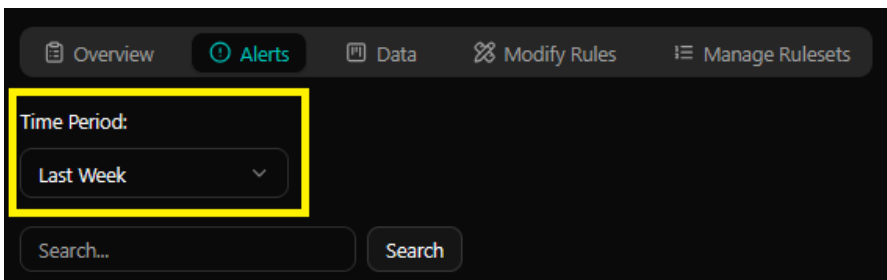 Overview Alerts Data Modify Rules Manage Rulesets
Time Period:
Last Week
Search... Search